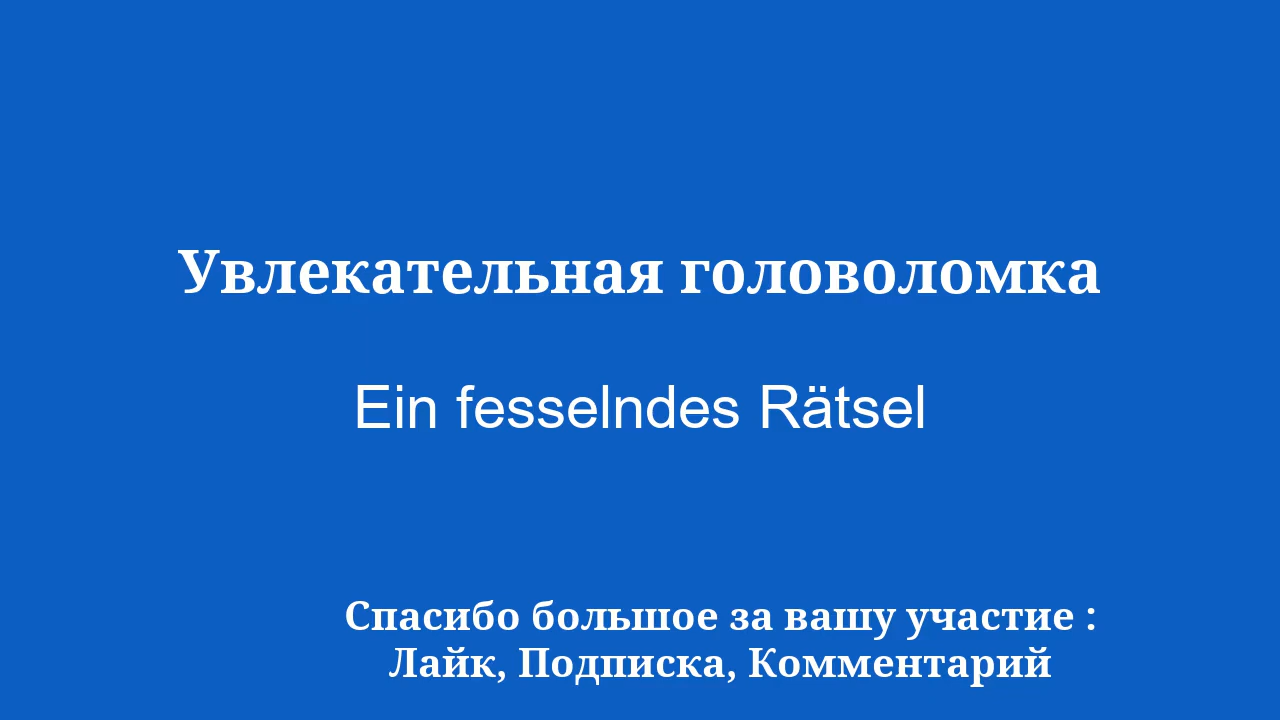 Увлекательная головоломка
Ein fesselndes Rätsel
Спасибо большое за вашу участие :
Лайк, Подписка, Комментарий